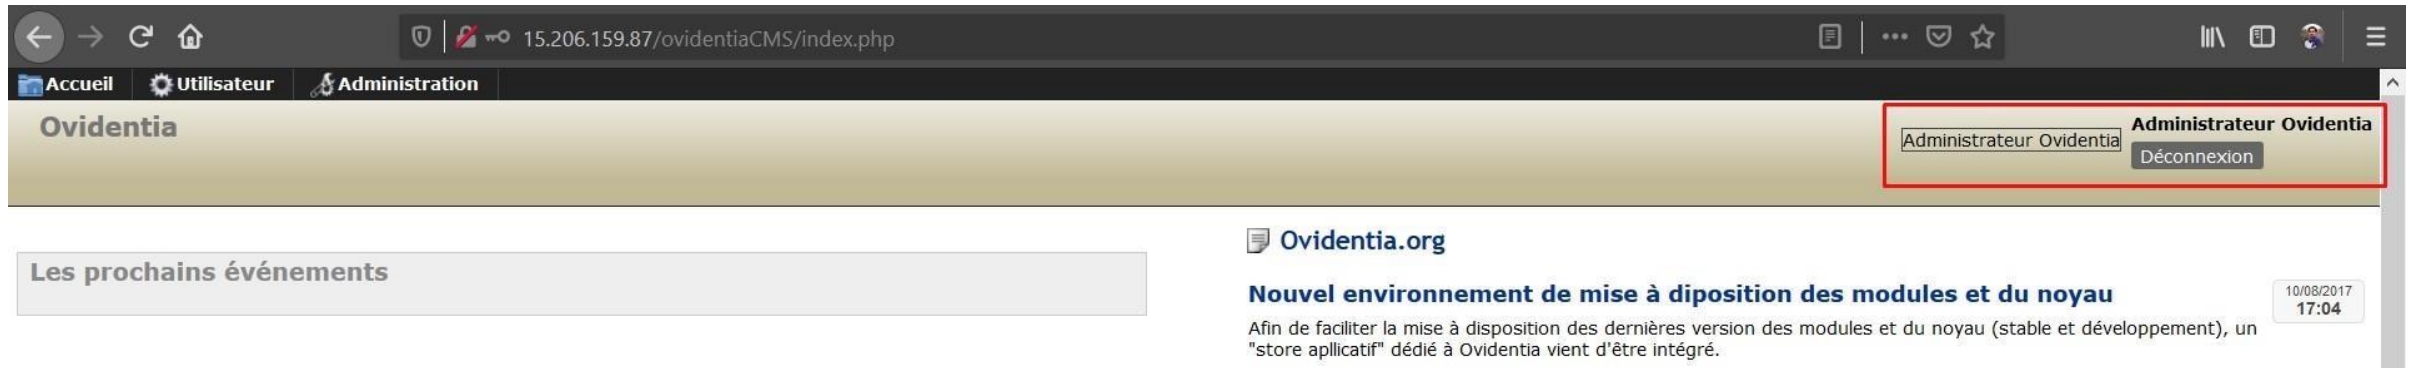 15.206.159.87/ovidentiaCMS/index.php
Accueil Utilisateur Administration
Ovidentia
Administrateur Ovidentia
Administrateur Ovidentia
Déconnexion
Les prochains événements
Ovidentia.org
Nouvel environnement de mise à diposition des modules et du noyau
10/08/2017
17:04
Afin de faciliter la mise à disposition des dernières version des modules et du noyau (stable et développement), un
"store apllicatif" dédié à Ovidentia vient d'être intégré.